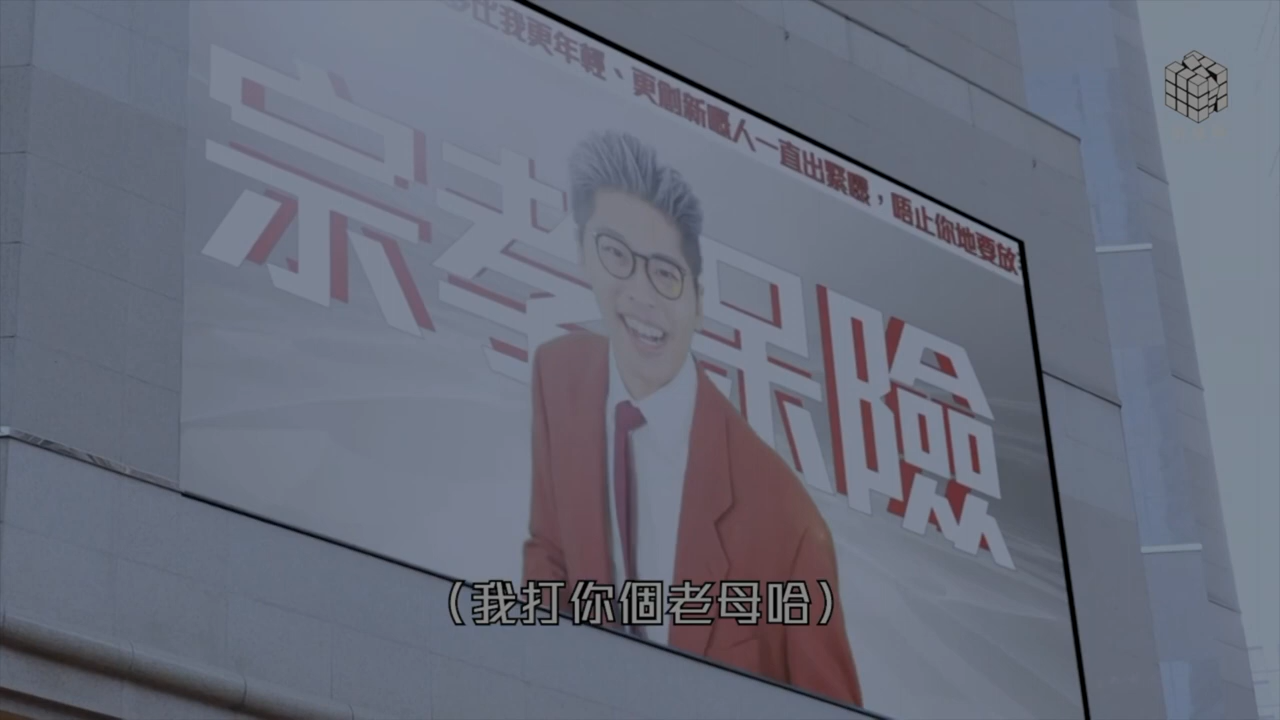 比我更年輕、更創新嘅人一直出緊嚟，唔止你地要放
宗孝保險
（我打你個老母哈）